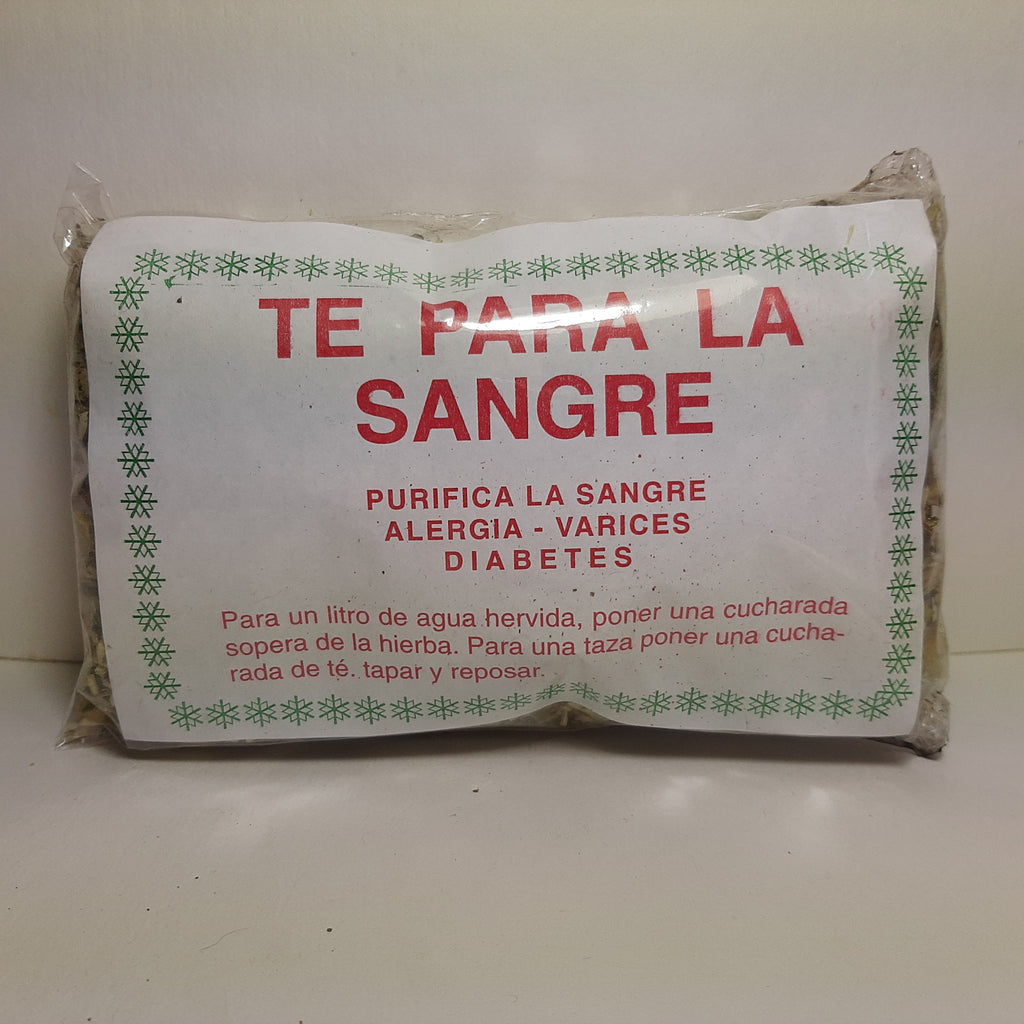 TE PARA LA
SANGRE
PURIFICA LA SANGRE
ALERGIA - VARICES
DIABETES
Para un litro de agua hervida, poner una cucharada
sopera de la hierba. Para una taza poner una cucha-
rada de té. tapar y reposar.